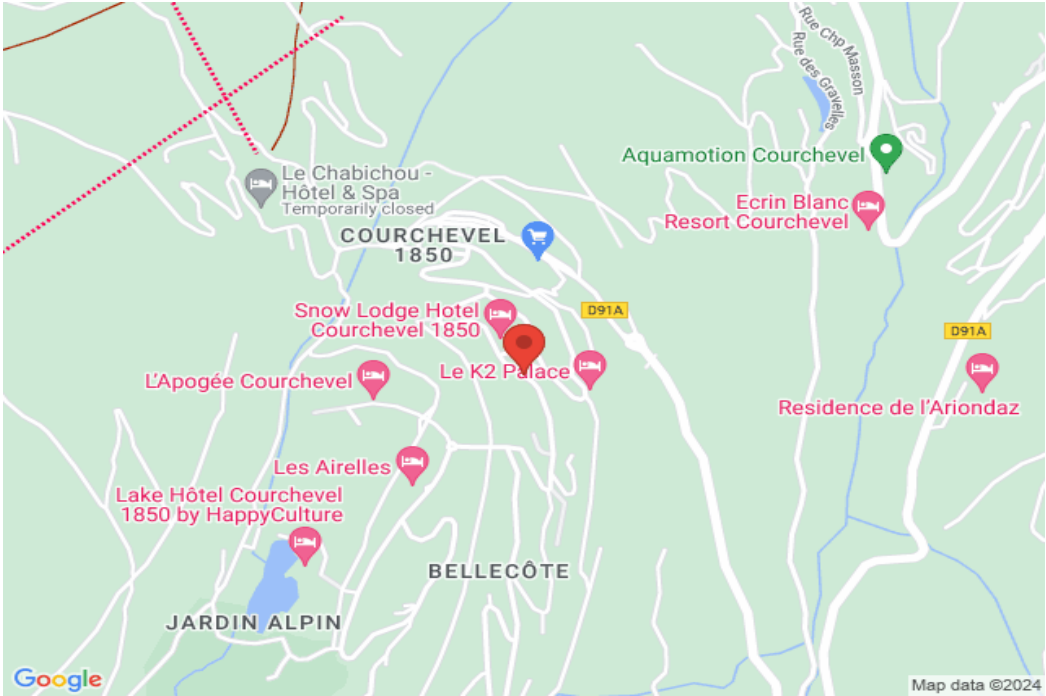 Rue Chp Masson
Rue des Gravelles
Aquamotion Courchevel
Le Chabichou -
Hôtel & Spa
Temporarily closed
Ecrin Blanc
Resort Courchevel
COURCHEVEL
1850
Snow Lodge Hotel
Courchevel 1850
D91A
D91A
Le K2 Palace
L'Apogée Courchevel
Residence de l'Ariondaz
Les Airelles
Lake Hôtel Courchevel
1850 by HappyCulture
BELLECÔTE
JARDIN ALPIN
Google
Map data ©2024